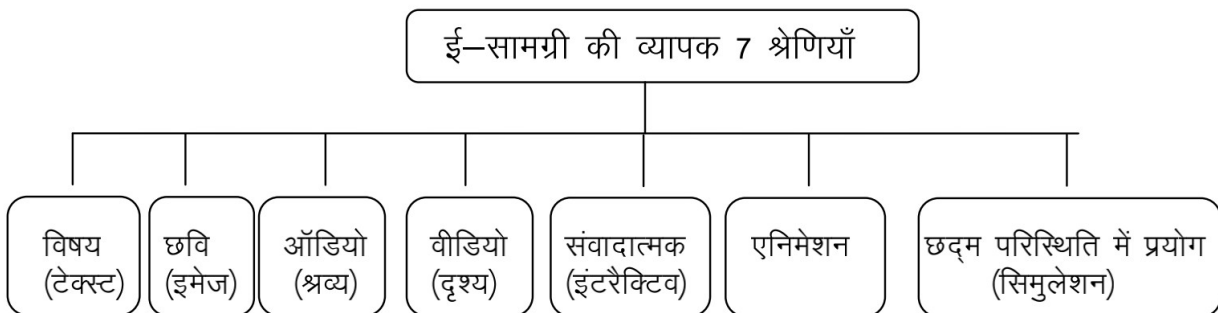 ई–सामग्री की व्यापक 7 श्रेणियाँ
विषय
(टेक्स्ट)
छवि
(इमेज)
ऑडियो
(श्रव्य)
वीडियो
(दृश्य)
संवादात्मक
(इंटरैक्टिव)
एनिमेशन
छद्‌म परिस्थिति में प्रयोग
(सिमुलेशन)